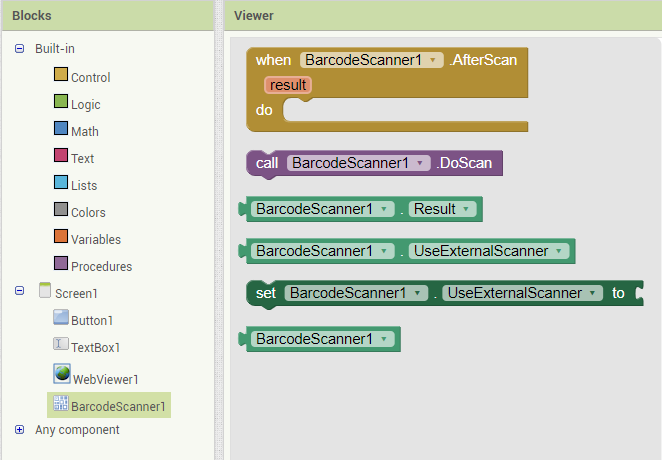 Blocks
Viewer
Built-in
Control
Logic
Math
Text
Lists
Colors
Variables
Procedures
Screen1
Button1
TextBox1
WebViewer1
BarcodeScanner1
Any component
when BarcodeScanner1 .AfterScan
result
do
call BarcodeScanner1 .DoScan
BarcodeScanner1 . Result
BarcodeScanner1 . UseExternalScanner
set BarcodeScanner1 . UseExternalScanner to
BarcodeScanner1